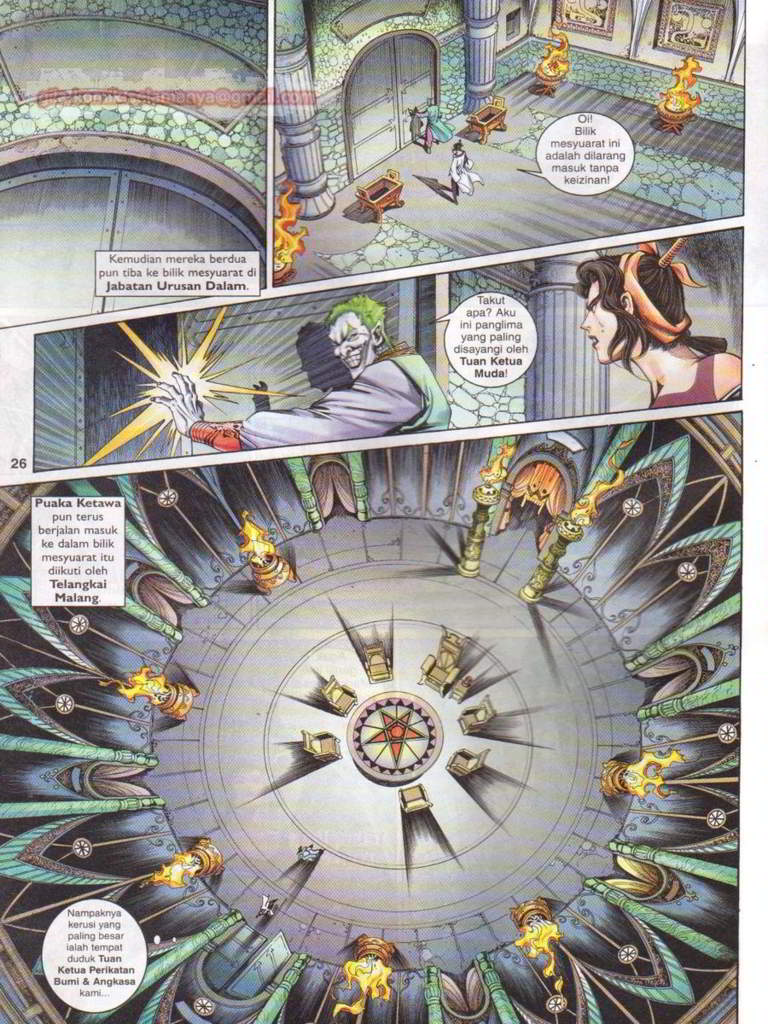 Oi!
Bilik
mesyuarat ini
adalah dilarang
masuk tanpa
keizinan!
Kemudian mereka berdua
pun tiba ke bilik mesyuarat di
Jabatan Urusan Dalam.
Takut
apa? Aku
ini panglima
yang paling
disayangi oleh
Tuan Ketua
Muda!
26
Puaka Ketawa
pun terus
berjalan masuk
ke dalam bilik
mesyuarat itu
diikuti oleh
Telangkai
Malang.
Nampaknya
kerusi yang
paling besar
ialah tempat
duduk Tuan
Ketua Perikatan
Bumi & Angkasa
kami...